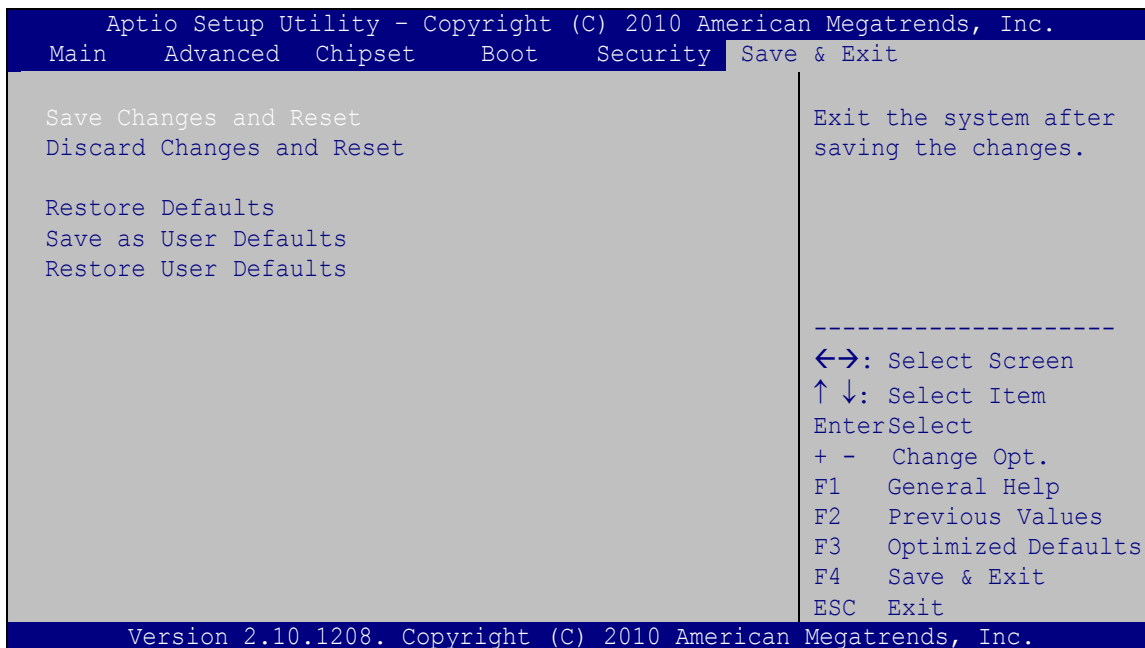 Aptio Setup Utility – Copyright (C) 2010 American Megatrends, Inc.
Main Advanced Chipset Boot Security Save & Exit
Save Changes and Reset
Discard Changes and Reset
Restore Defaults
Save as User Defaults
Restore User Defaults
Exit the system after
saving the changes.
---------------------
←→: Select Screen
↑ ↓: Select Item
EnterSelect
+ - Change Opt.
F1 General Help
F2 Previous Values
F3 Optimized Defaults
F4 Save & Exit
ESC Exit
Version 2.10.1208. Copyright (C) 2010 American Megatrends, Inc.